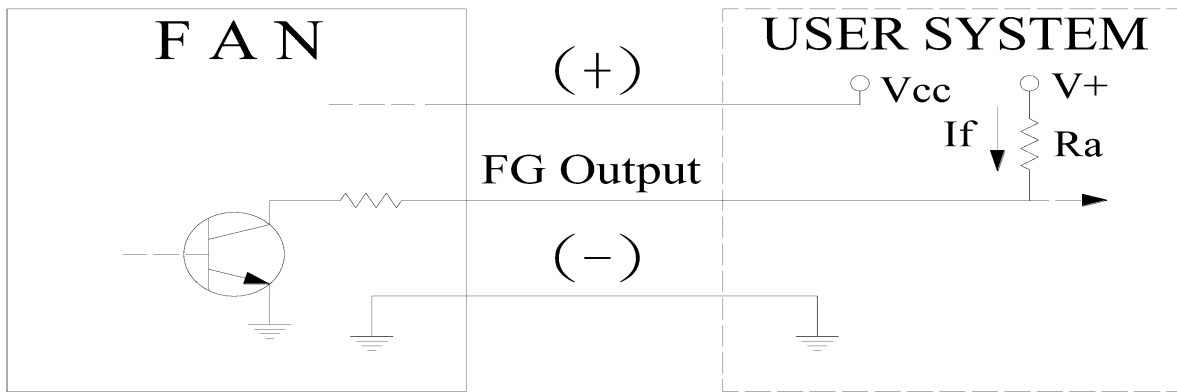 F A N
USER SYSTEM
(+)
Vcc
V+
If
Ra
FG Output
(-)